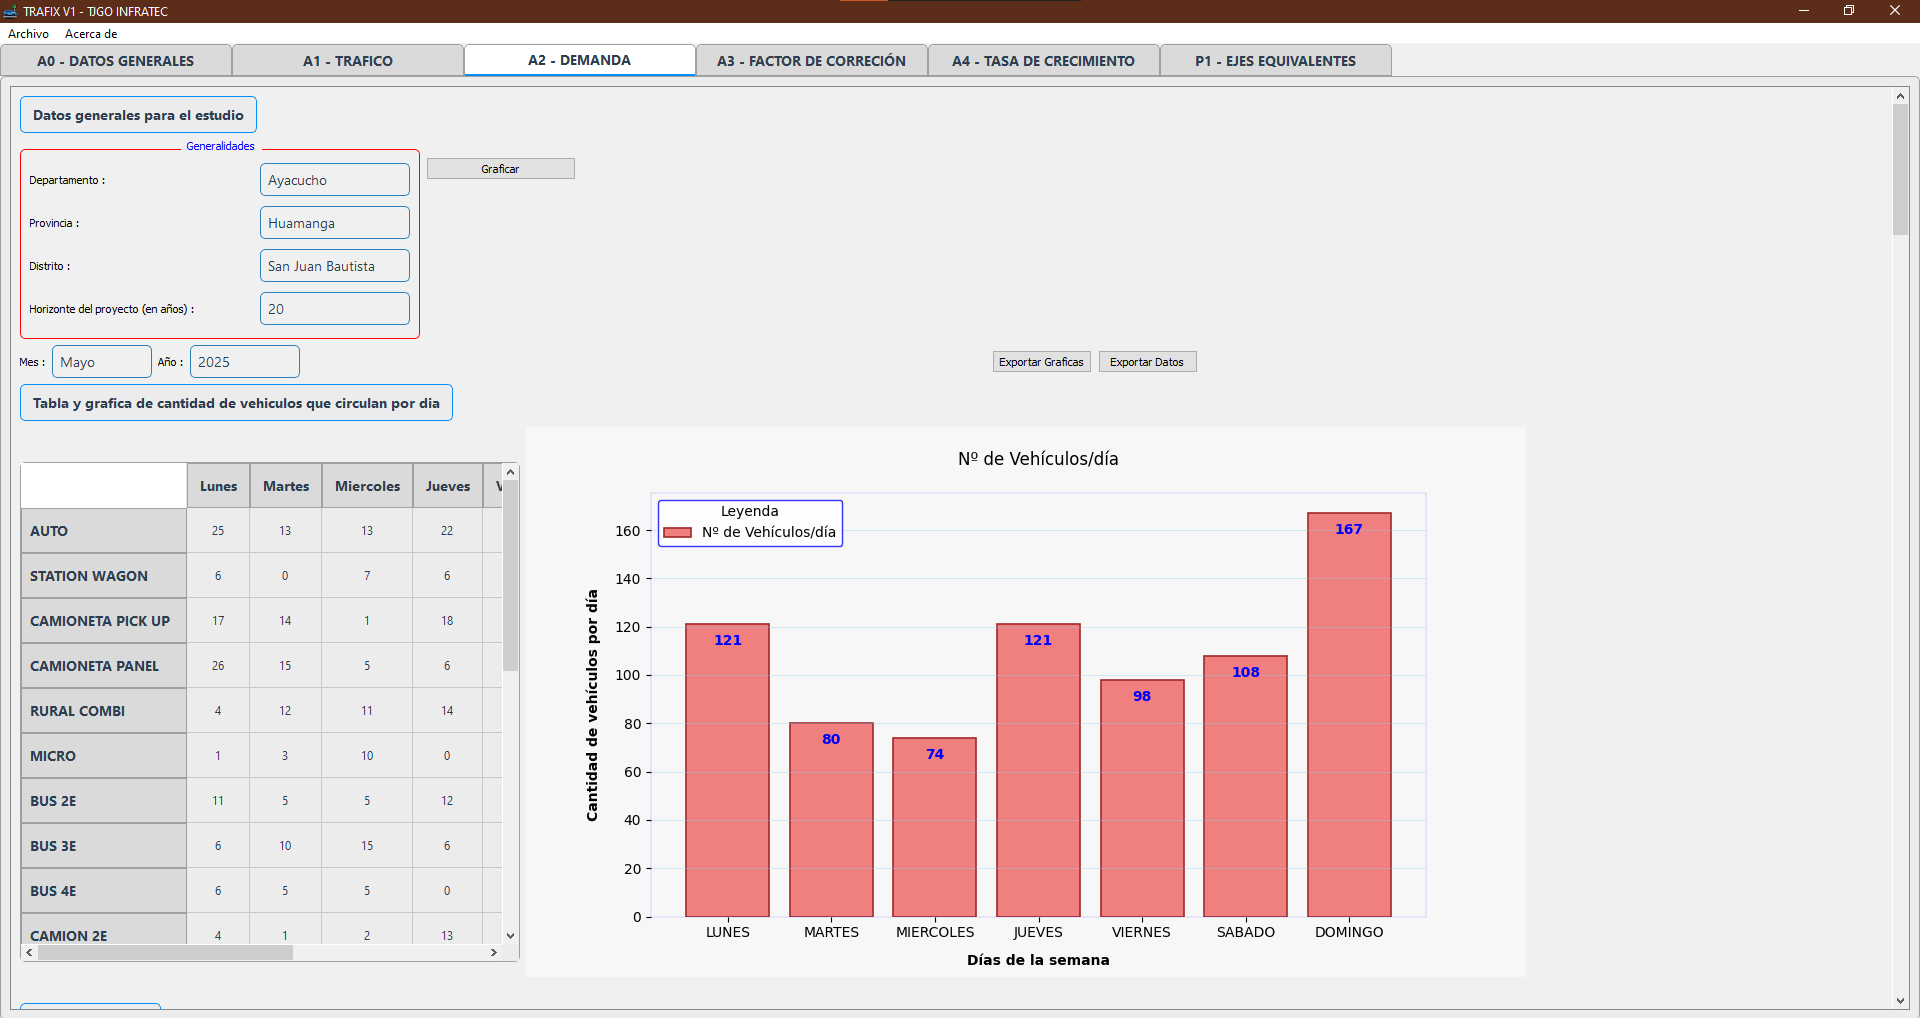 TRAFIX V1 - TJGO INFRATEC
Archivo Acerca de
A0 - DATOS GENERALES A1 - TRAFICO A2 - DEMANDA A3 - FACTOR DE CORRECIÓN A4 - TASA DE CRECIMIENTO P1 - EJES EQUIVALENTES
Datos generales para el estudio
Generalidades
Departamento : Ayacucho
Graficar
Provincia : Huamanga
Distrito : San Juan Bautista
Horizonte del proyecto (en años) : 20
Mes : Mayo Año : 2025
Exportar Graficas Exportar Datos
Tabla y grafica de cantidad de vehiculos que circulan por dia
Lunes Martes Miercoles Jueves V
AUTO 25 13 13 22
STATION WAGON 6 0 7 6
CAMIONETA PICK UP 17 14 1 18
CAMIONETA PANEL 26 15 5 6
RURAL COMBI 4 12 11 14
MICRO 1 3 10 0
BUS 2E 11 5 5 12
BUS 3E 6 10 15 6
BUS 4E 6 5 5 0
CAMION 2E 4 1 2 13
Nº de Vehículos/día
Leyenda
Nº de Vehículos/día
Cantidad de vehículos por día
160
140
120
100
80
60
40
20
0
121 80 74 121 98 108 167
LUNES MARTES MIERCOLES JUEVES VIERNES SABADO DOMINGO
Días de la semana